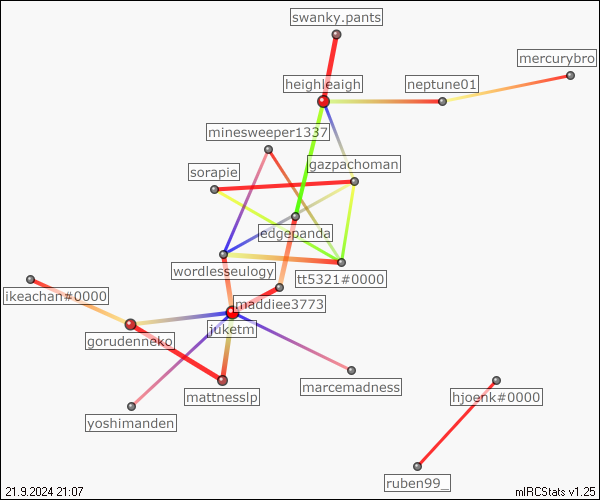 swanky.pants
mercurybro
heighleaigh
neptune01
minesweeper1337
gazpachoman
sorapie
edgepanda
wordlesseulogy
tt5321#0000
ikeachan#0000
maddiee3773
juketm
gorudenneko
marcemadness
mattnesslp
hjoenk#0000
yoshimanden
ruben99_
21.9.2024 21:07
mIRCStats v1.25